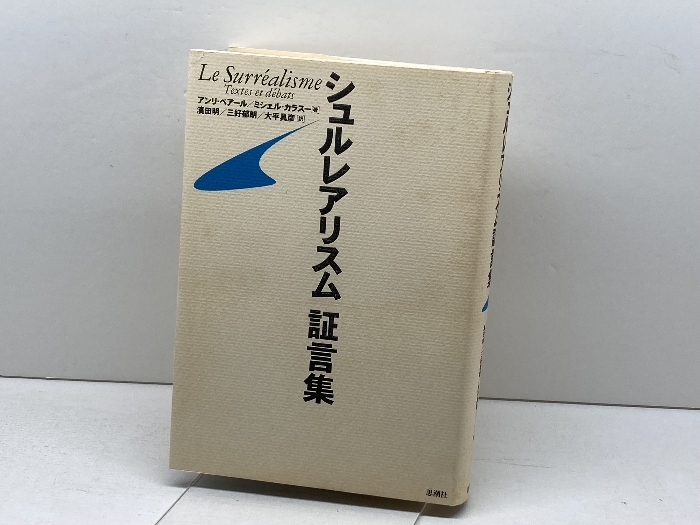 Le Surréalisme
Textes et débats
アンリ・ベアール／ミシェル・カラスー 著
濱田明／三好郁朗／大平具彦 訳
シュルレアリスム 証言集
思潮社